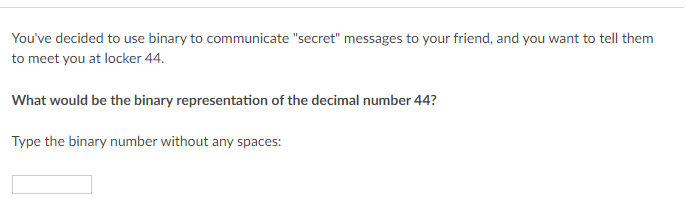 You've decided to use binary to communicate "secret" messages to your friend, and you want to tell them
to meet you at locker 44.
What would be the binary representation of the decimal number 44?
Type the binary number without any spaces: